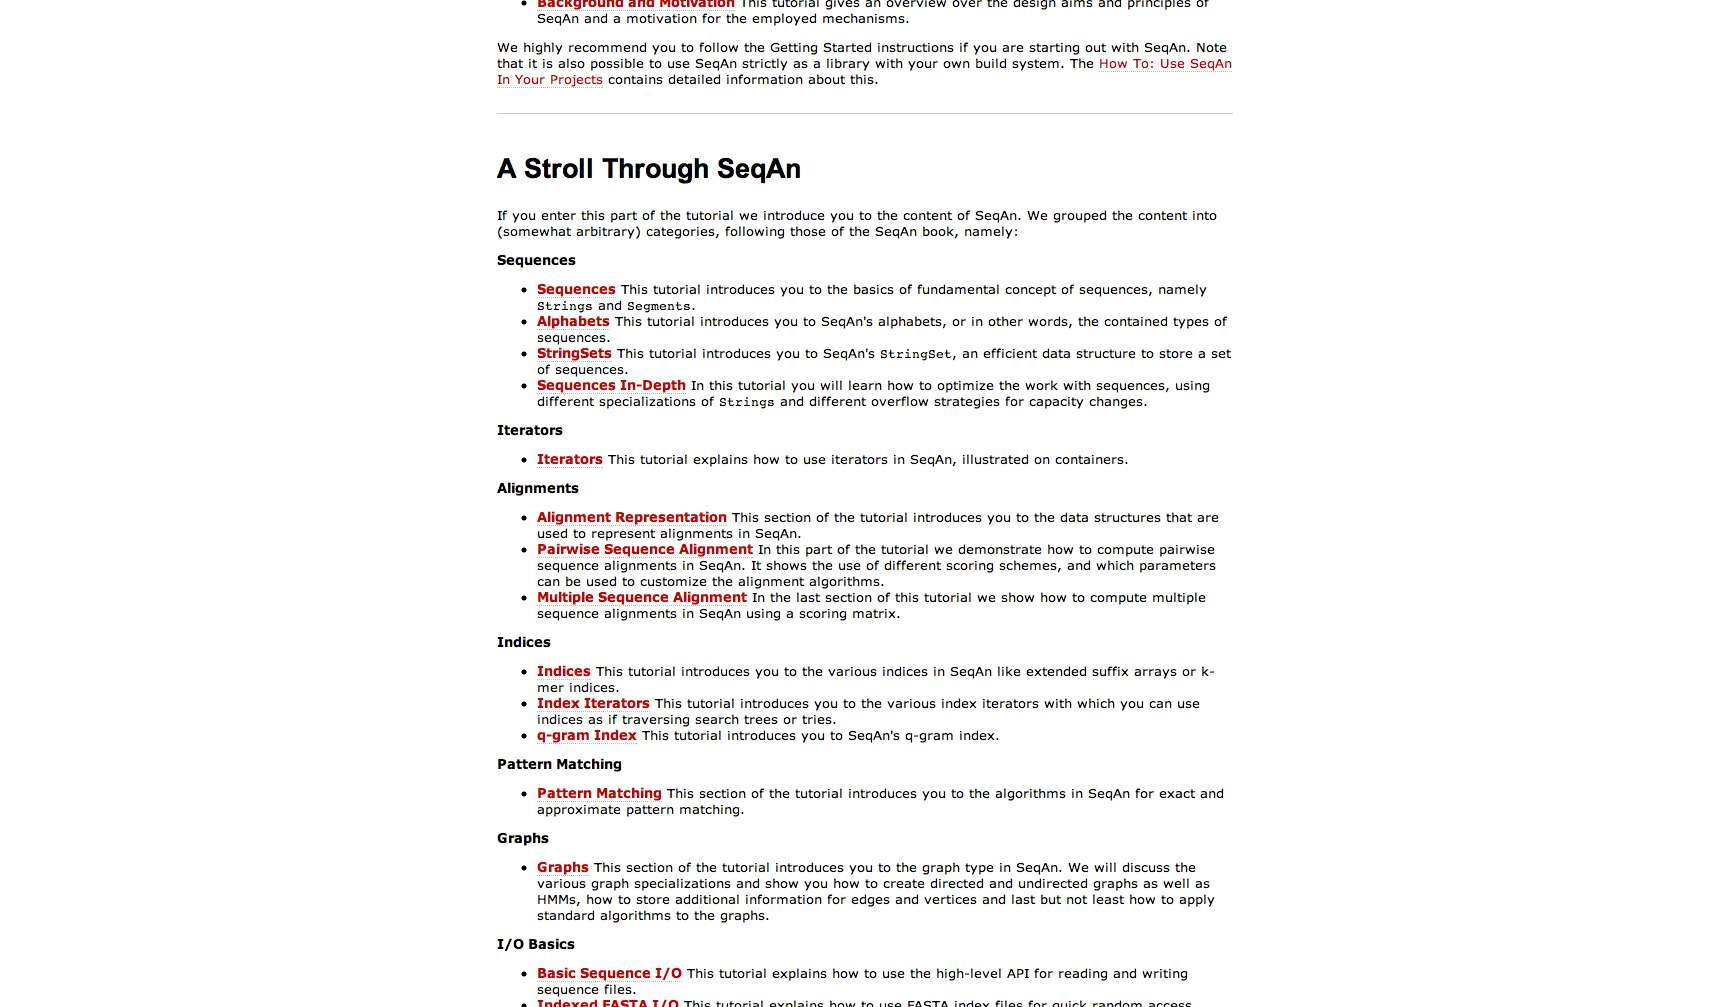 Background and Motivation This tutorial gives an overview over the design aims and principles of
SeqAn and a motivation for the employed mechanisms.
We highly recommend you to follow the Getting Started instructions if you are starting out with SeqAn. Note
that it is also possible to use SeqAn strictly as a library with your own build system. The How To: Use SeqAn
In Your Projects contains detailed information about this.
A Stroll Through SeqAn
If you enter this part of the tutorial we introduce you to the content of SeqAn. We grouped the content into
(somewhat arbitrary) categories, following those of the SeqAn book, namely:
Sequences
• Sequences This tutorial introduces you to the basics of fundamental concept of sequences, namely
Strings and Segments.
• Alphabets This tutorial introduces you to SeqAn's alphabets, or in other words, the contained types of
sequences.
• StringSets This tutorial introduces you to SeqAn's StringSet, an efficient data structure to store a set
of sequences.
• Sequences In-Depth In this tutorial you will learn how to optimize the work with sequences, using
different specializations of Strings and different overflow strategies for capacity changes.
Iterators
• Iterators This tutorial explains how to use iterators in SeqAn, illustrated on containers.
Alignments
• Alignment Representation This section of the tutorial introduces you to the data structures that are
used to represent alignments in SeqAn.
• Pairwise Sequence Alignment In this part of the tutorial we demonstrate how to compute pairwise
sequence alignments in SeqAn. It shows the use of different scoring schemes, and which parameters
can be used to customize the alignment algorithms.
• Multiple Sequence Alignment In the last section of this tutorial we show how to compute multiple
sequence alignments in SeqAn using a scoring matrix.
Indices
• Indices This tutorial introduces you to the various indices in SeqAn like extended suffix arrays or k-
mer indices.
• Index Iterators This tutorial introduces you to the various index iterators with which you can use
indices as if traversing search trees or tries.
• q-gram Index This tutorial introduces you to SeqAn's q-gram index.
Pattern Matching
• Pattern Matching This section of the tutorial introduces you to the algorithms in SeqAn for exact and
approximate pattern matching.
Graphs
• Graphs This section of the tutorial introduces you to the graph type in SeqAn. We will discuss the
various graph specializations and show you how to create directed and undirected graphs as well as
HMMs, how to store additional information for edges and vertices and last but not least how to apply
standard algorithms to the graphs.
I/O Basics
• Basic Sequence I/O This tutorial explains how to use the high-level API for reading and writing
sequence files.
• Indexed FASTA I/O This tutorial explains how to use FASTA index files for quick random access